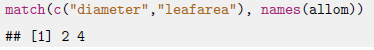 match(c("diameter","leafarea"), names(allom))
## [1] 2 4